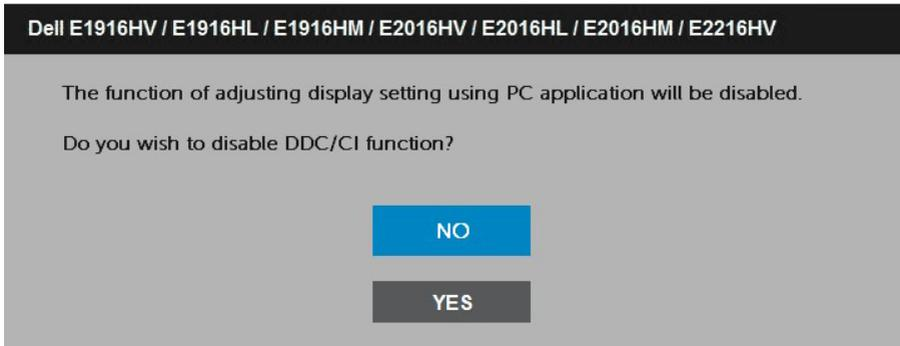 Dell E1916HV / E1916HL / E1916HM / E2016HV / E2016HL / E2016HM / E2216HV
The function of adjusting display setting using PC application will be disabled.
Do you wish to disable DDC/CI function?
NO
YES